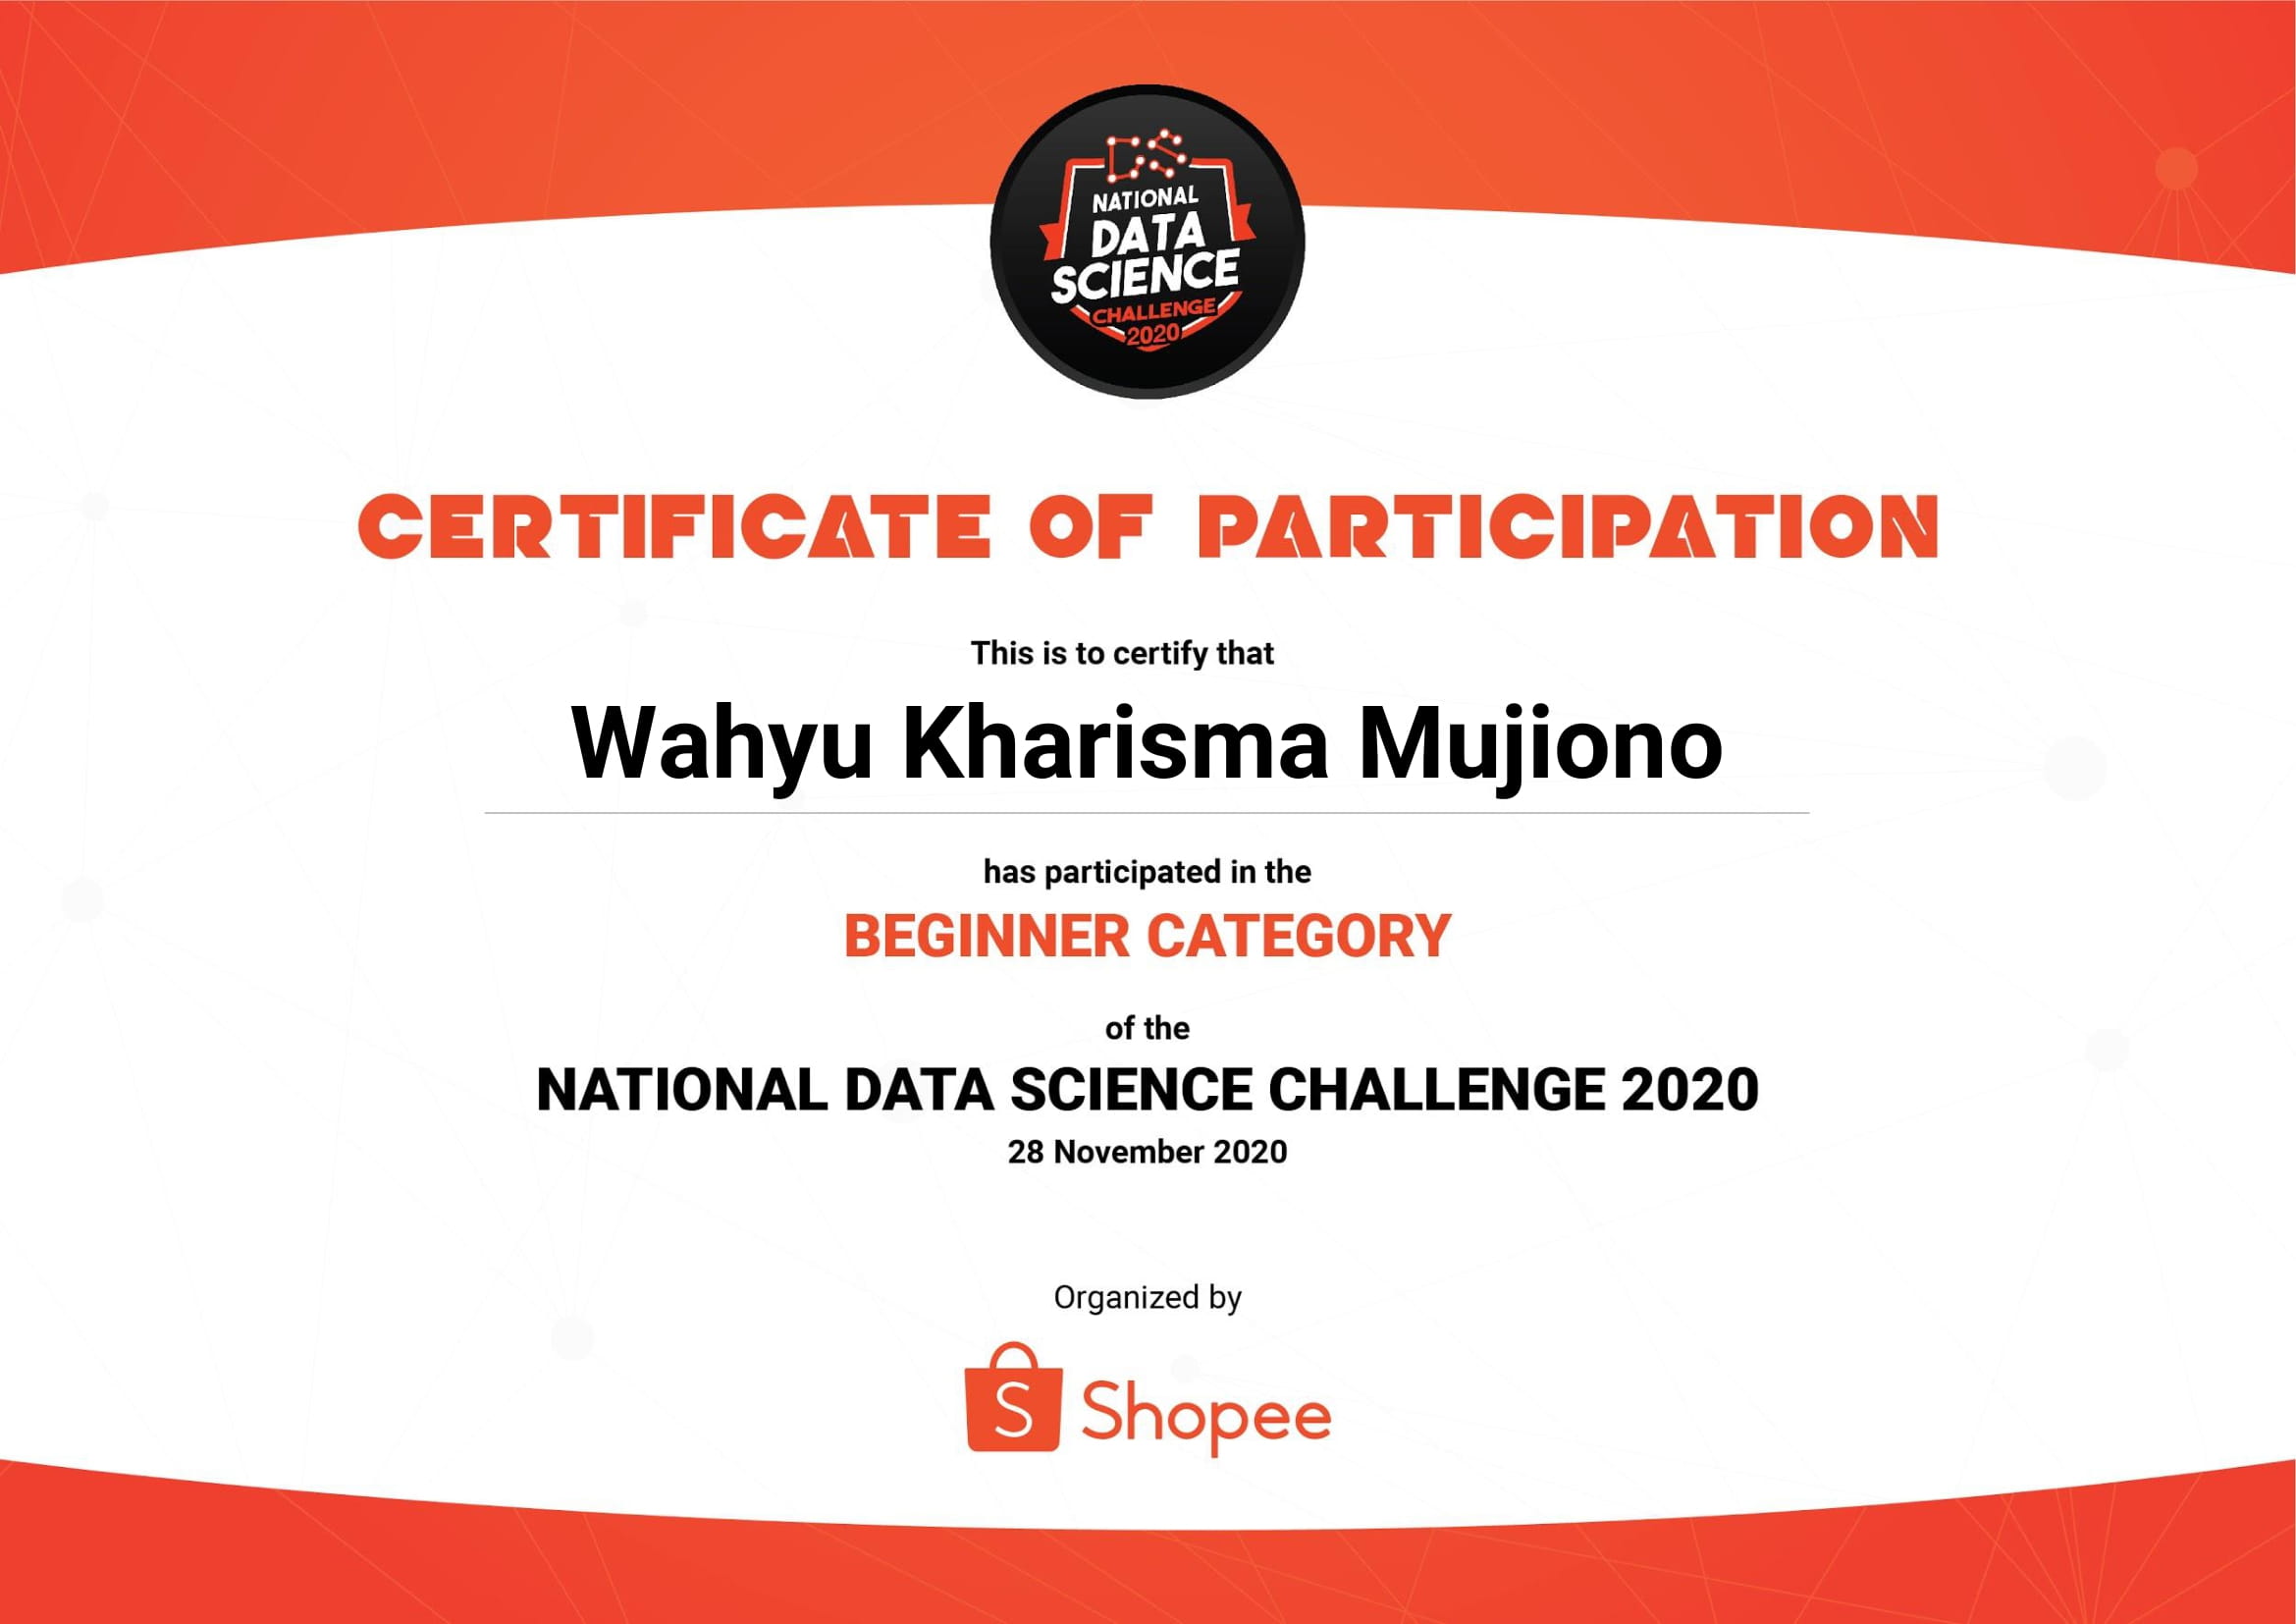 DS
NATIONAL
DATA
SCIENCE
CHALLENGE
2020
CERTIFICATE OF PARTICIPATION
This is to certify that
Wahyu Kharisma Mujiono
has participated in the
BEGINNER CATEGORY
of the
NATIONAL DATA SCIENCE CHALLENGE 2020
28 November 2020
Organized by
S Shopee